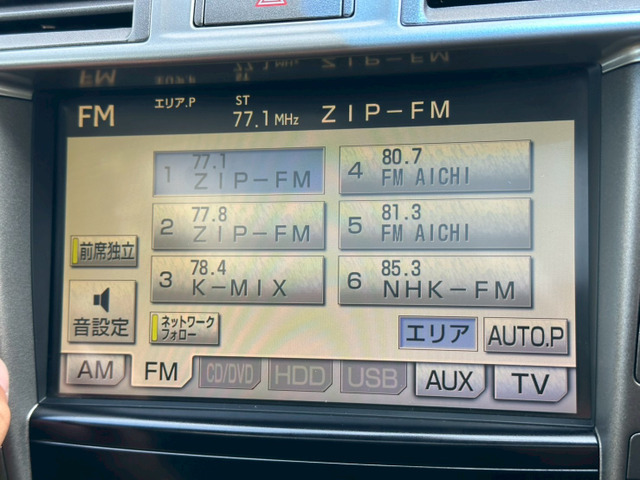 FM エリア.P ST 77.1 MHz ZIP-FM
1 77.1 ZIP-FM
4 80.7 FM AICHI
2 77.8 ZIP-FM
5 81.3 FM AICHI
3 78.4 K-MIX
6 85.3 NHK-FM
前席独立
音設定
ネットワーク
フォロー
エリア AUTO.P
AM FM CD/DVD HDD USB AUX TV